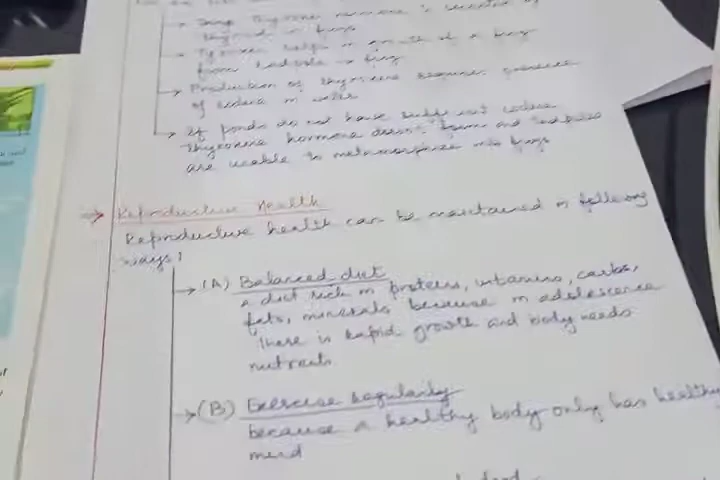 thyroxine hormone is secreted by
thyroid in frogs
helps in growth of a frog
from tadpole to frog
Production of thyroxine requires presence
of iodine in water
If ponds do not have sufficient iodine
thyroxine hormone doesn't form and tadpoles
are unable to metamorphose into frogs
→ Reproductive Health
Reproductive health can be maintained in following
ways:
→ (A) Balanced diet
a diet rich in proteins, vitamins, carbs,
fats, minerals because in adolescence
there is rapid growth and body needs
nutrients
→ (B) Exercise regularly
because a healthy body only has healthy
mind